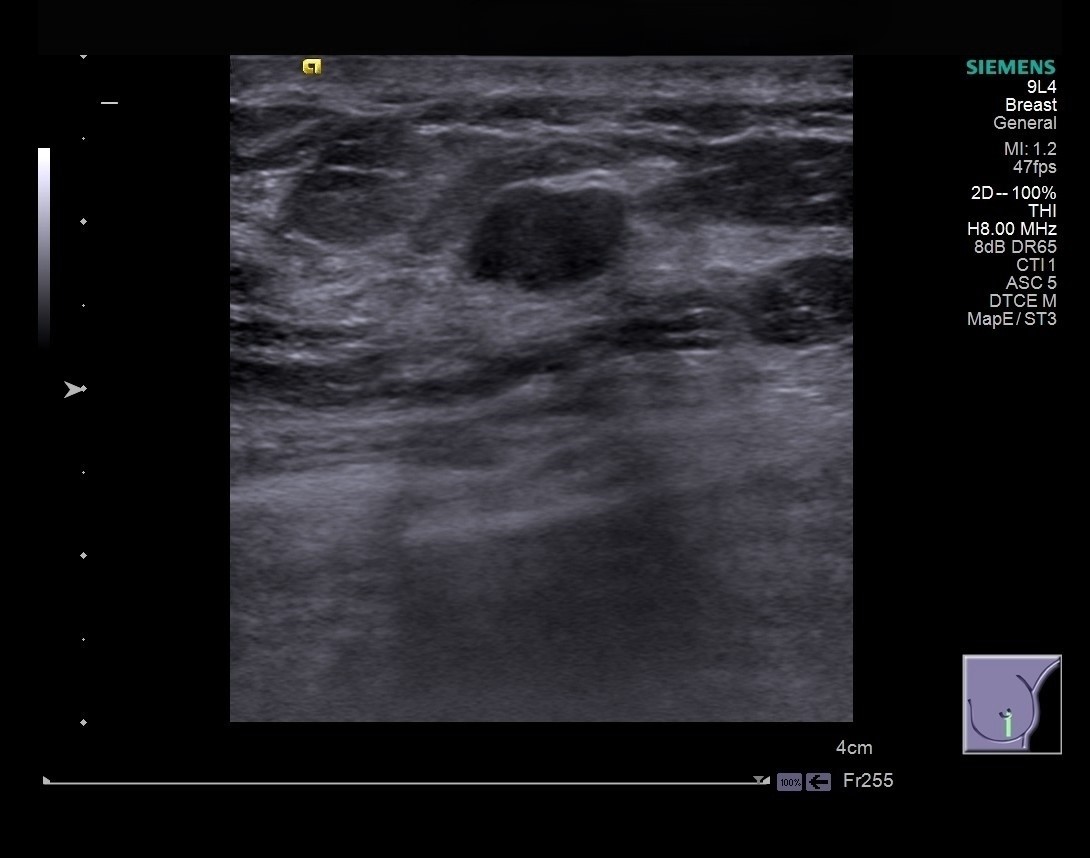 SIEMENS
9L4
Breast
General
MI: 1.2
47fps
2D--100%
THI
H8.00 MHz
8dB DR65
CTI 1
ASC 5
DTCE M
MapE / ST3
4cm
100%
Fr255